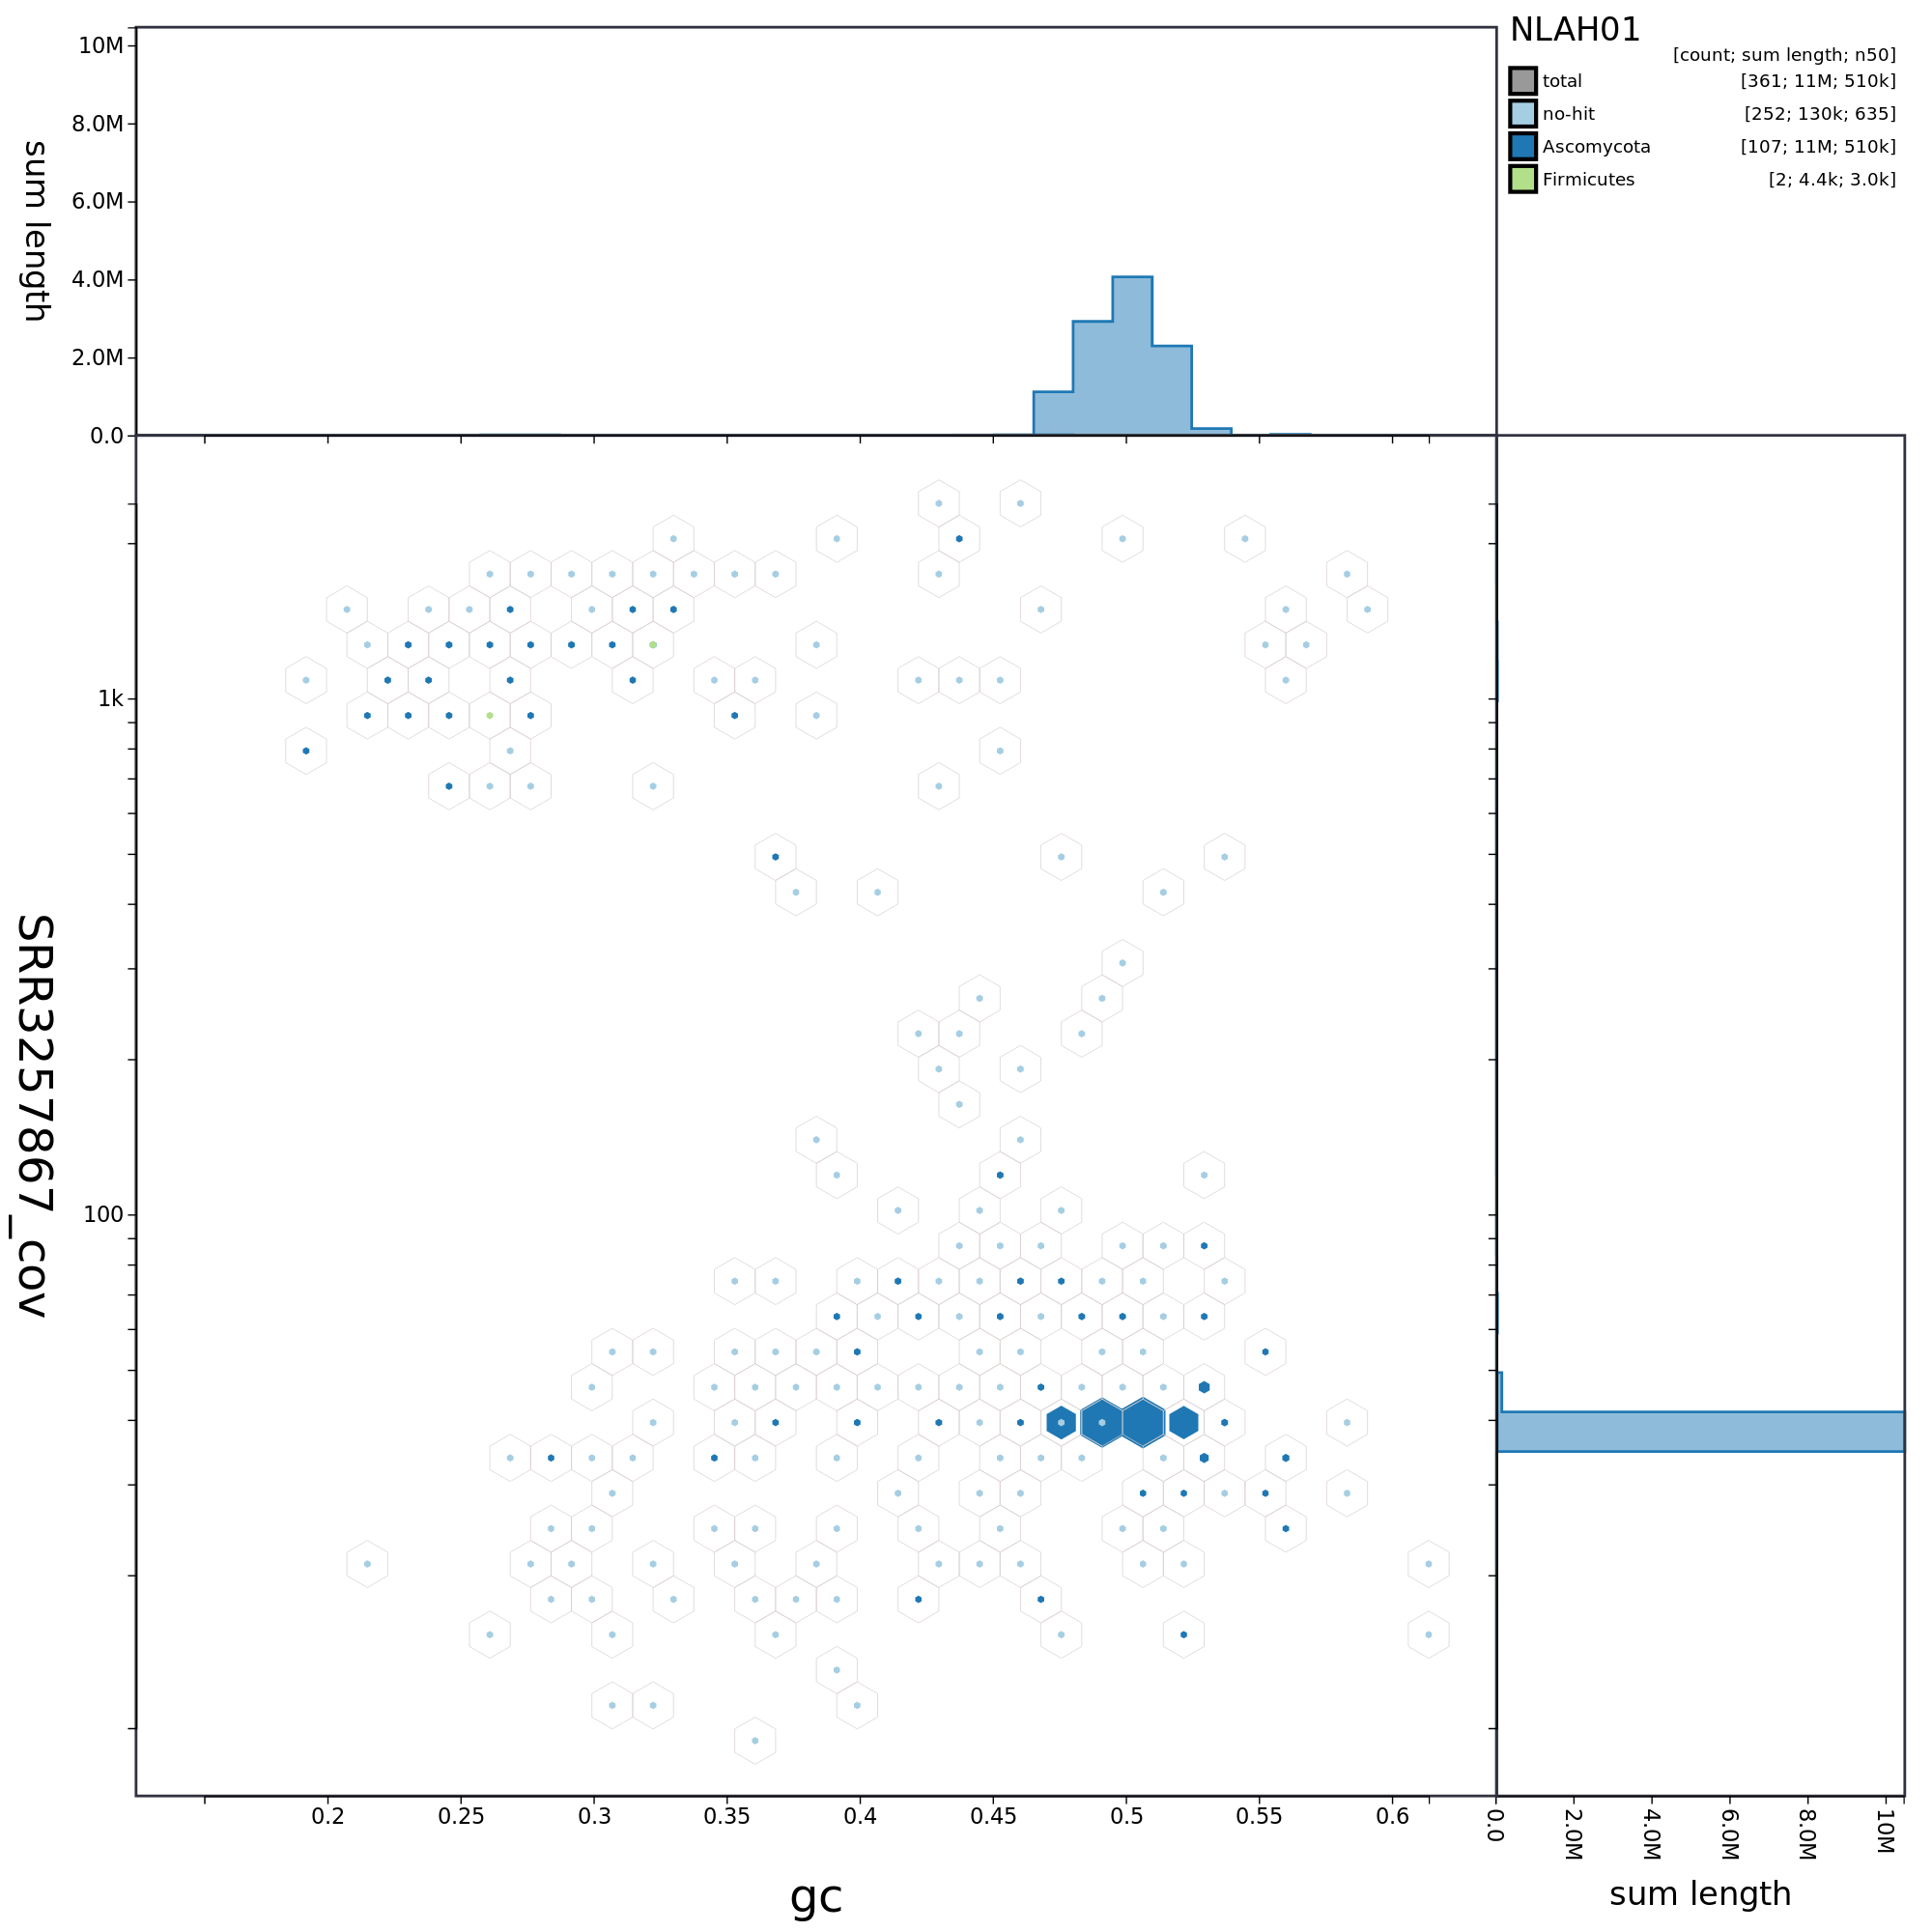 NLAH01
[count; sum length; n50]
total [361; 11M; 510k]
no-hit [252; 130k; 635]
Ascomycota [107; 11M; 510k]
Firmicutes [2; 4.4k; 3.0k]
10M
8.0M
6.0M
4.0M
2.0M
0.0
sum length
1k
100
SRR3257867_cov
0.2 0.25 0.3 0.35 0.4 0.45 0.5 0.55 0.6
gc
0.0 2.0M 4.0M 6.0M 8.0M 10M
sum length